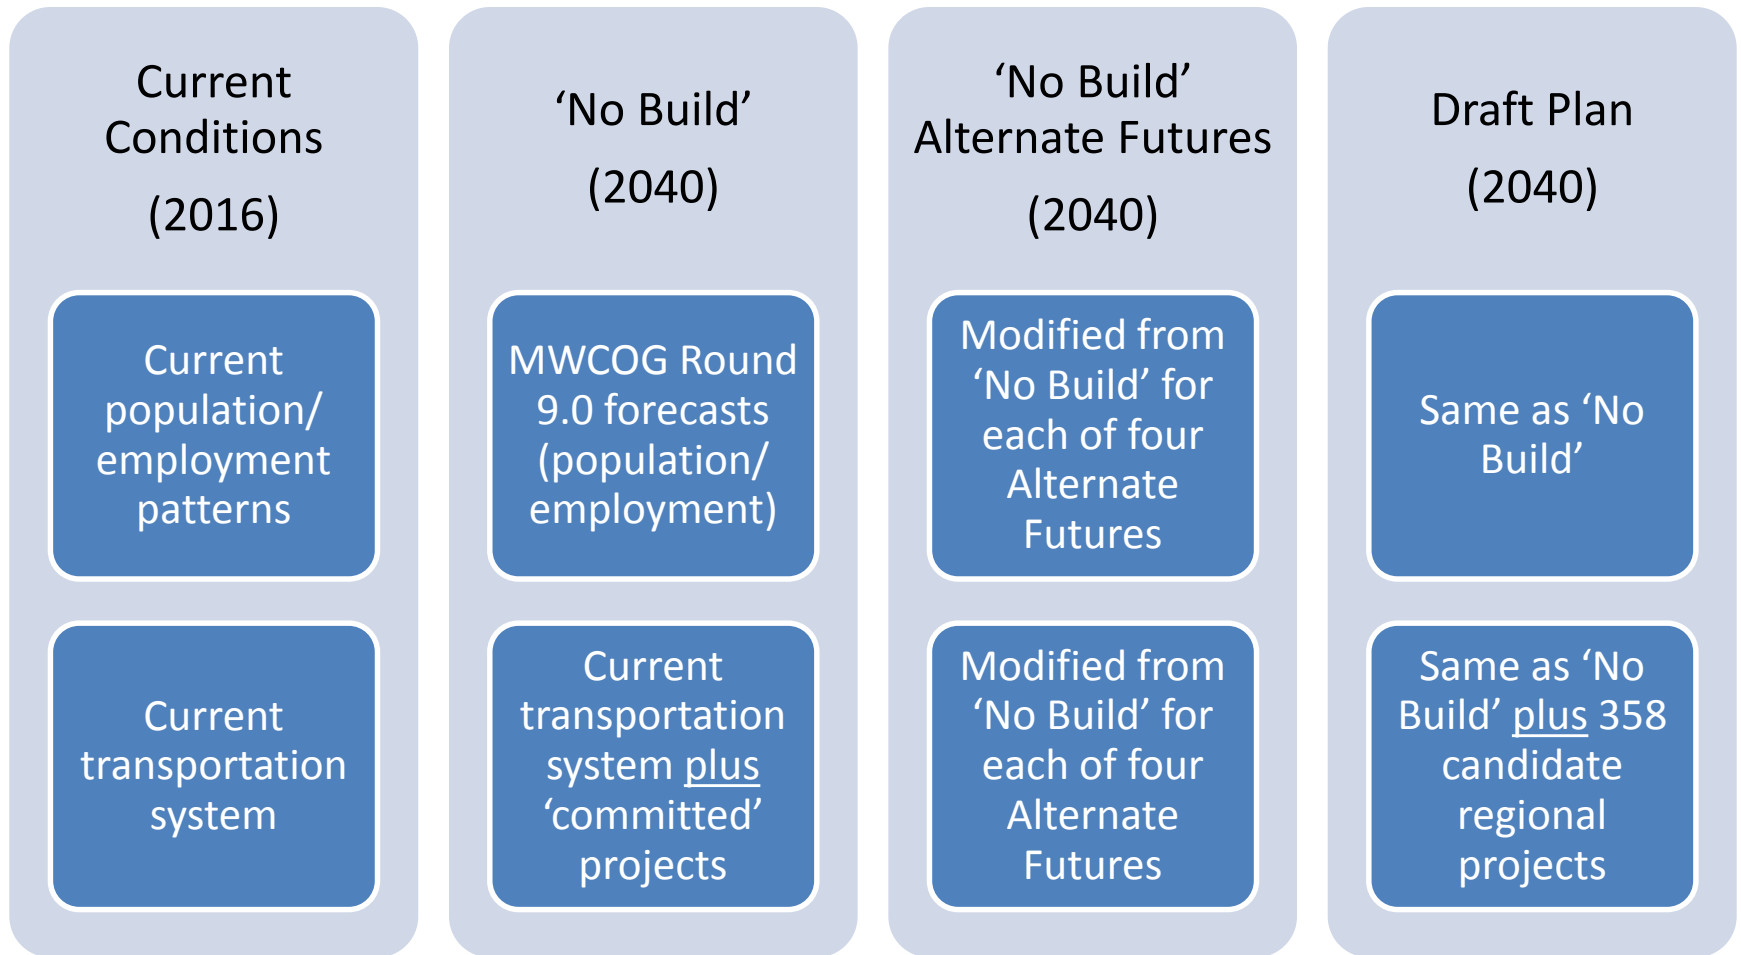 Current
Conditions
(2016)
Current
population/
employment
patterns
Current
transportation
system
‘No Build’
(2040)
MWCOG Round
9.0 forecasts
(population/
employment)
Current
transportation
system plus
‘committed’
projects
‘No Build’
Alternate Futures
(2040)
Modified from
‘No Build’ for
each of four
Alternate
Futures
Modified from
‘No Build’ for
each of four
Alternate
Futures
Draft Plan
(2040)
Same as ‘No
Build’
Same as ‘No
Build’ plus 358
candidate
regional
projects